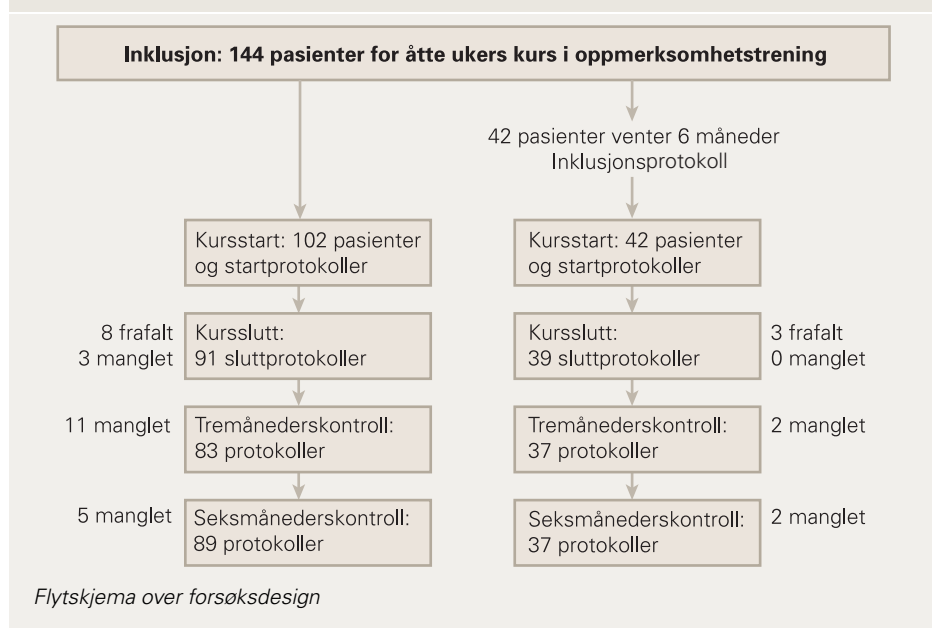 Inklusjon: 144 pasienter for åtte ukers kurs i oppmerksomhetstrening
42 pasienter venter 6 måneder
Inklusjonsprotokoll
Kursstart: 102 pasienter
og startprotokoller
Kursstart: 42 pasienter
og startprotokoller
8 frafalt
3 manglet
Kursslutt:
91 sluttprotokoller
Kursslutt:
39 sluttprotokoller
3 frafalt
0 manglet
11 manglet
Tremånederskontroll:
83 protokoller
Tremånederskontroll:
37 protokoller
2 manglet
5 manglet
Seksmånederskontroll:
89 protokoller
Seksmånederskontroll:
37 protokoller
2 manglet
Flytskjema over forsøksdesign